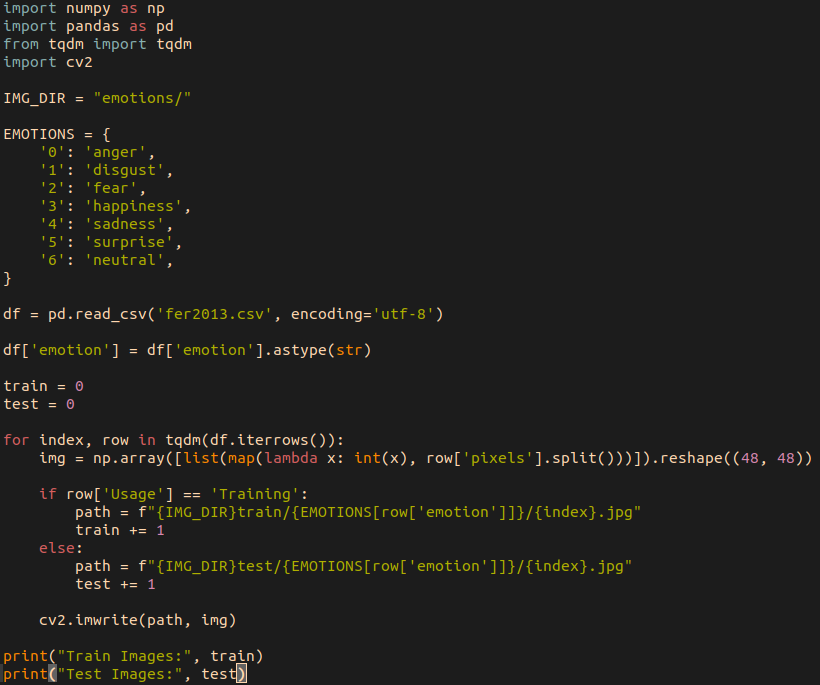 import numpy as np
import pandas as pd
from tqdm import tqdm
import cv2
IMG_DIR = "emotions/"
EMOTIONS = {
    '0': 'anger',
    '1': 'disgust',
    '2': 'fear',
    '3': 'happiness',
    '4': 'sadness',
    '5': 'surprise',
    '6': 'neutral',
}
df = pd.read_csv('fer2013.csv', encoding='utf-8')
df['emotion'] = df['emotion'].astype(str)
train = 0
test = 0
for index, row in tqdm(df.iterrows()):
    img = np.array([list(map(lambda x: int(x), row['pixels'].split()))]).reshape((48, 48))
    if row['Usage'] == 'Training':
        path = f"{IMG_DIR}train/{EMOTIONS[row['emotion']]}/{index}.jpg"
        train += 1
    else:
        path = f"{IMG_DIR}test/{EMOTIONS[row['emotion']]}/{index}.jpg"
        test += 1
    cv2.imwrite(path, img)
print("Train Images:", train)
print("Test Images:", test)